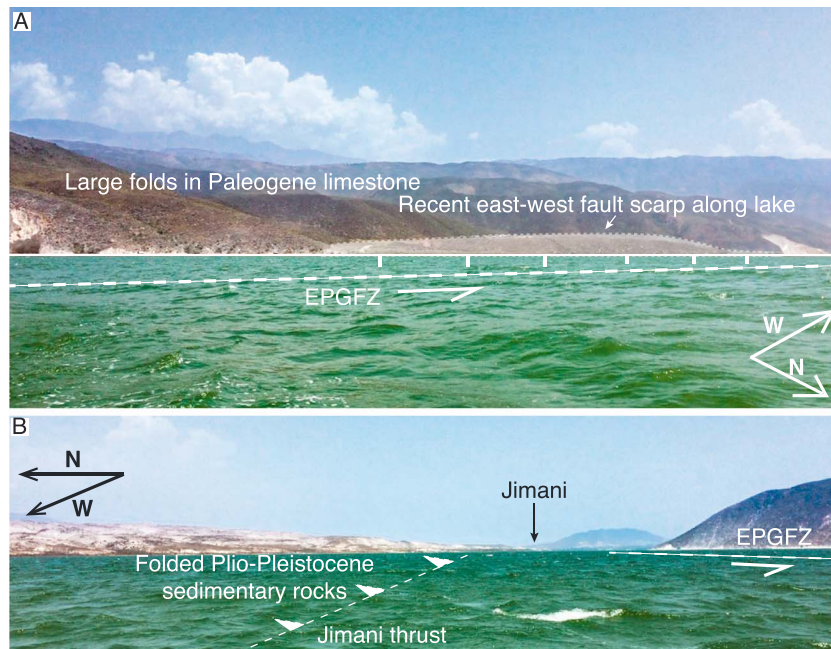 A
Large folds in Paleogene limestone
Recent east-west fault scarp along lake
EPGFZ
W
N
B
N
W
Jimani
EPGFZ
Folded Plio-Pleistocene
sedimentary rocks
Jimani thrust